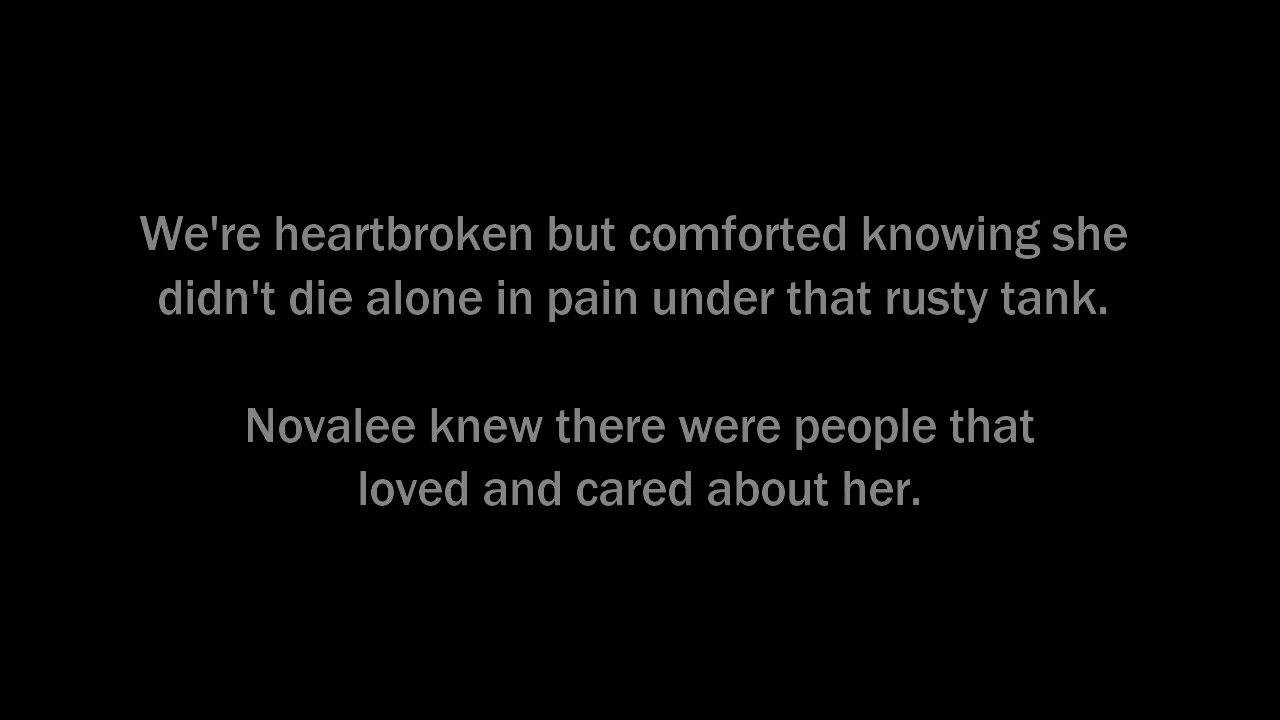 We're heartbroken but comforted knowing she
didn't die alone in pain under that rusty tank.
Novalee knew there were people that
loved and cared about her.